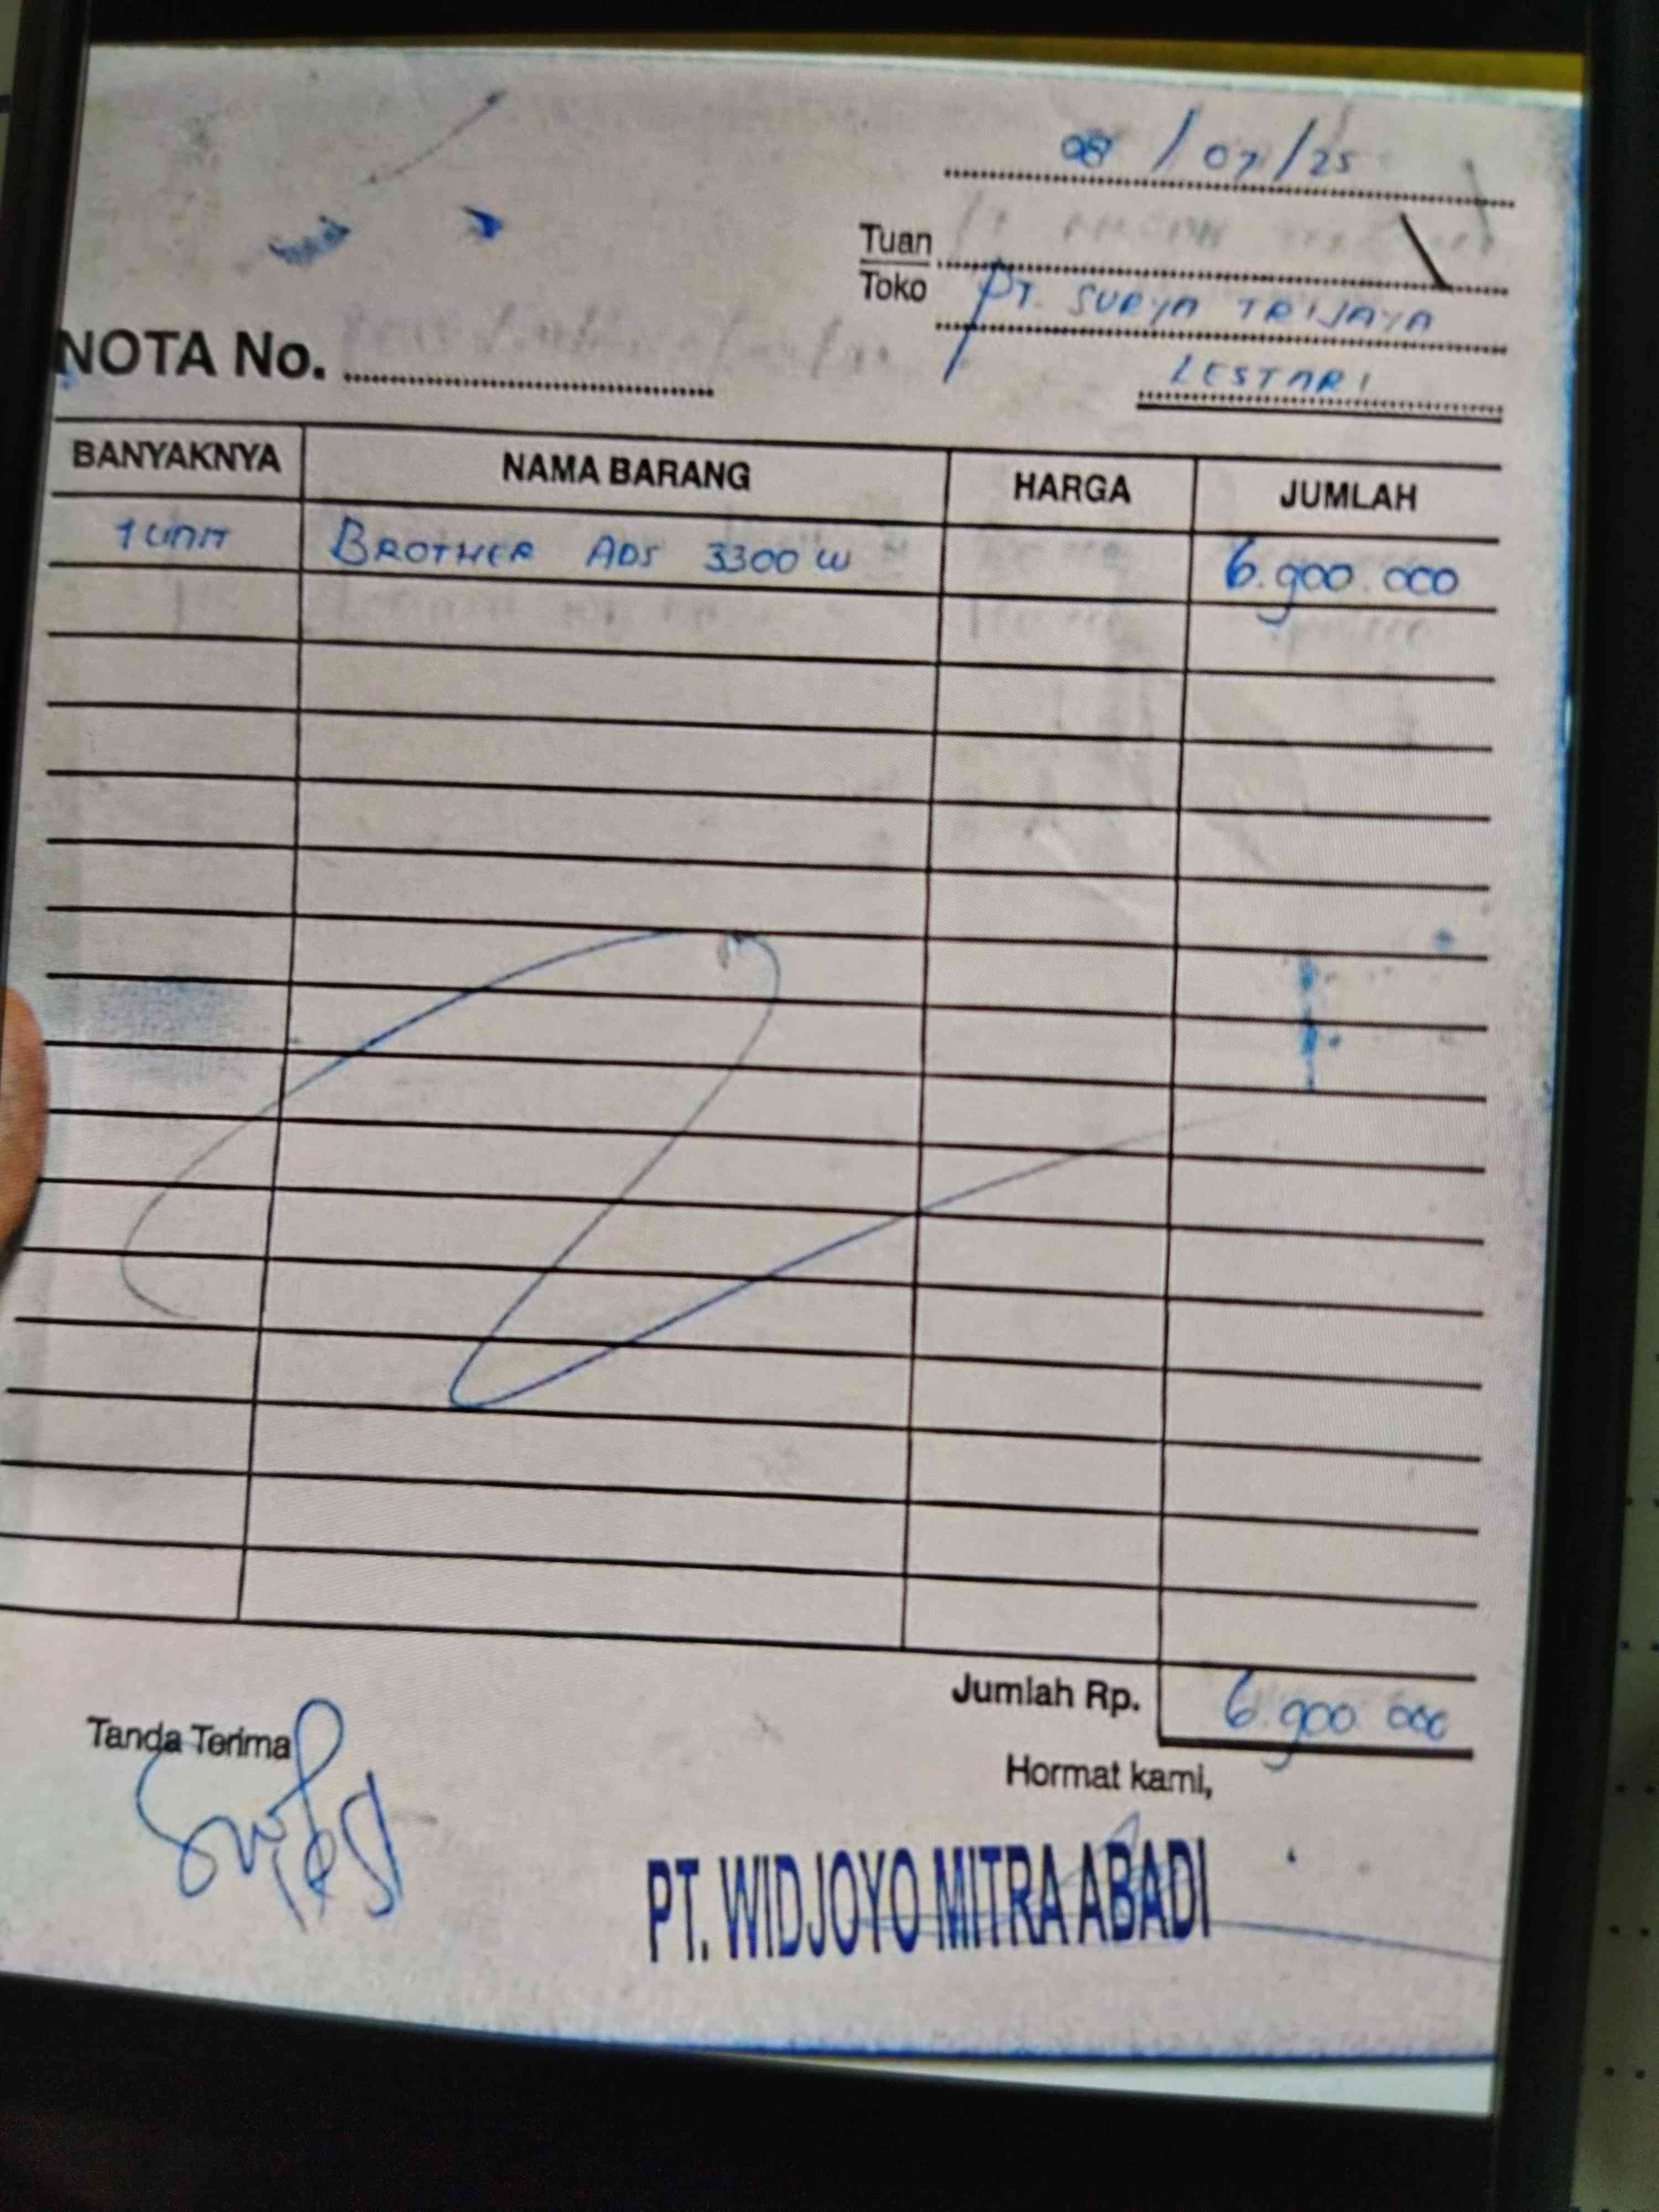 08/07/25
Tuan
Toko PT. SURYA TRIJAYA
LESTARI
NOTA No.
BANYAKNYA NAMA BARANG HARGA JUMLAH
1 UNIT BROTHER ADS 3300 W 6.900.000
Jumlah Rp. 6.900.000
Tanda Terima
Hormat kami,
PT. WIDJOYO MITRA ABADI